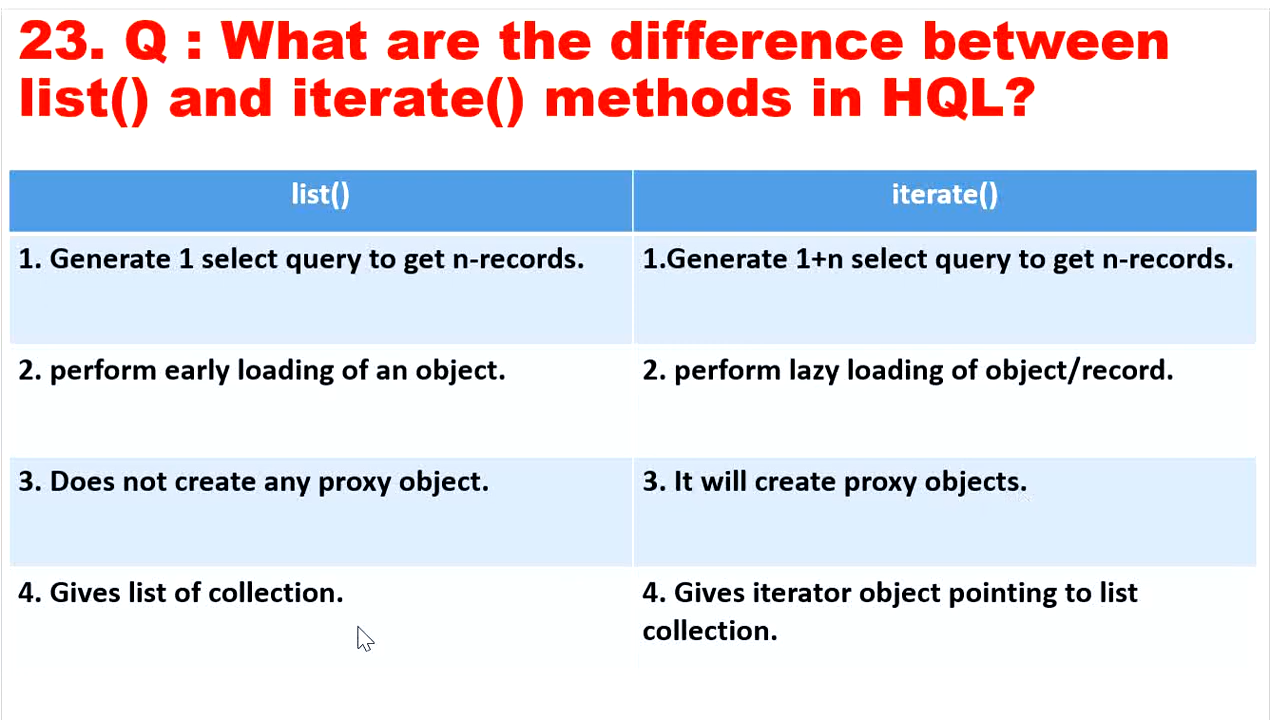 23. Q : What are the difference between
list() and iterate() methods in HQL?
list()
iterate()
1. Generate 1 select query to get n-records.
1.Generate 1+n select query to get n-records.
2. perform early loading of an object.
2. perform lazy loading of object/record.
3. Does not create any proxy object.
3. It will create proxy objects.
4. Gives list of collection.
4. Gives iterator object pointing to list
collection.